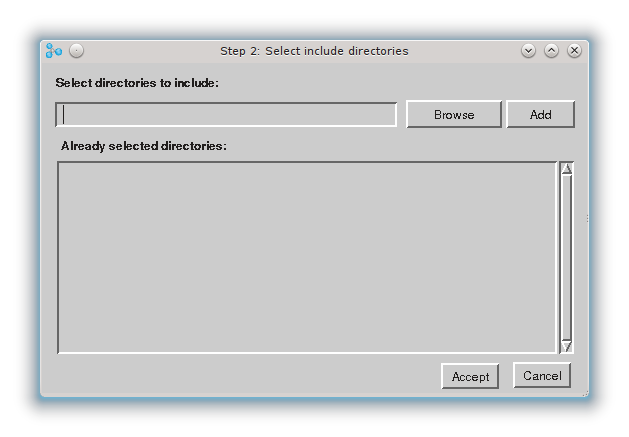 Step 2: Select include directories
Select directories to include:
Browse
Add
Already selected directories:
Accept
Cancel